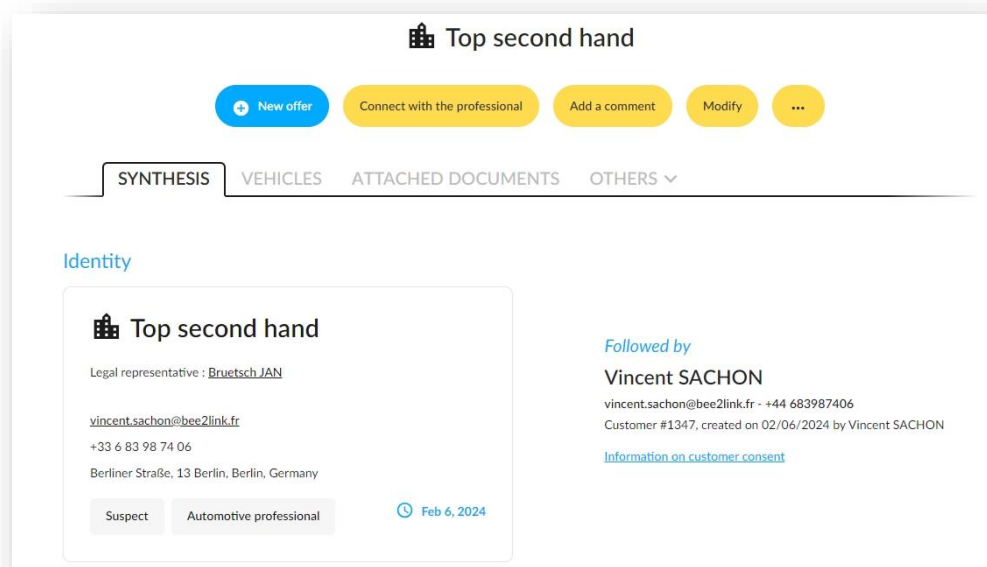 Top second hand
New offer
Connect with the professional
Add a comment
Modify
...
SYNTHESIS
VEHICLES
ATTACHED DOCUMENTS
OTHERS
Identity
Top second hand
Legal representative : Bruetsch JAN
vincent.sachon@bee2link.fr
+33 6 83 98 74 06
Berliner Straße, 13 Berlin, Berlin, Germany
Suspect
Automotive professional
Feb 6, 2024
Followed by
Vincent SACHON
vincent.sachon@bee2link.fr - +44 683987406
Customer #1347, created on 02/06/2024 by Vincent SACHON
Information on customer consent